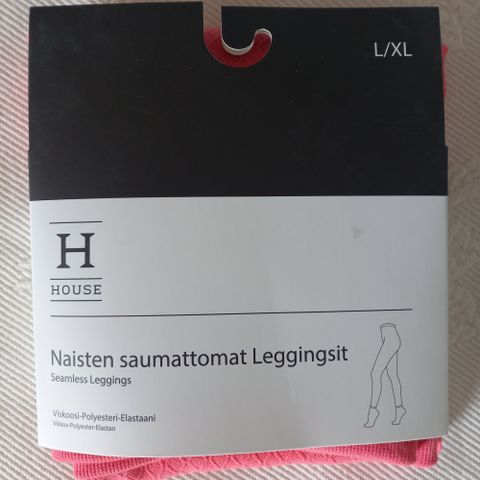 L/XL
H
HOUSE
Naisten saumattomat Leggingsit
Seamless Leggings
Viskoosi-Polyesteri-Elastaani
Viskos-Polyester-Elastan